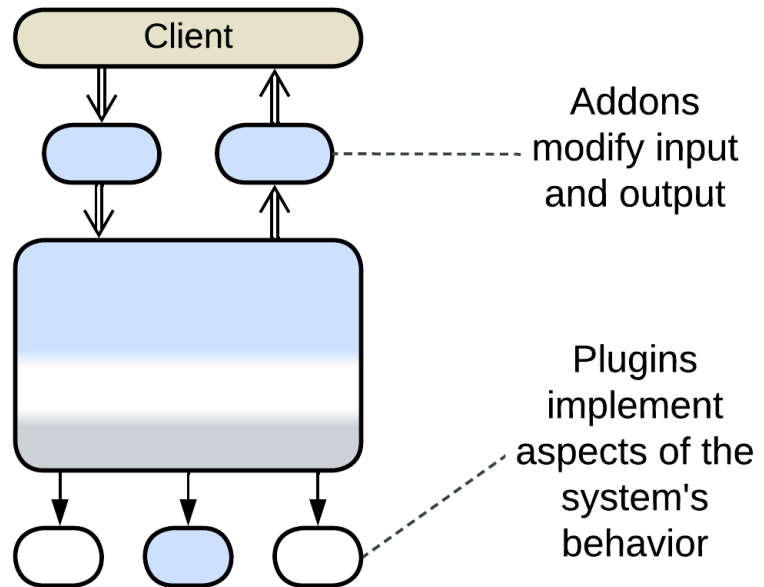 Client
Addons
modify input
and output
Plugins
implement
aspects of the
system's
behavior